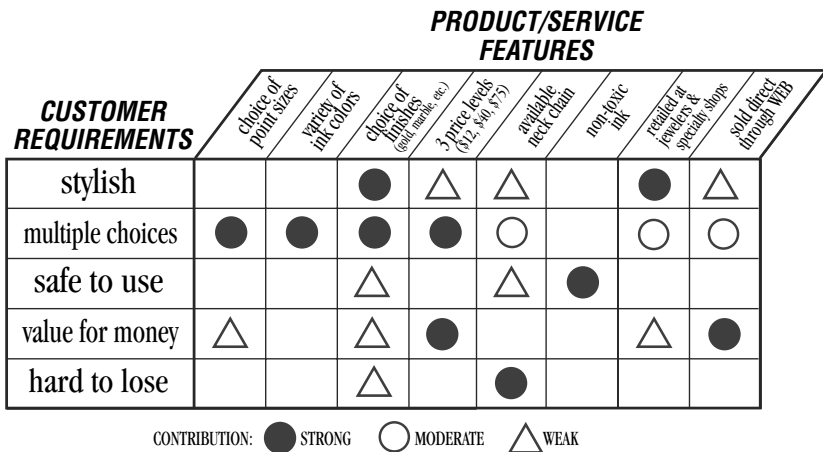 PRODUCT/SERVICE
FEATURES
CUSTOMER
REQUIREMENTS
choice of
point sizes
variety of
ink colors
choice of
finishes
(gold, marble, etc.)
3 price levels
($12, $40, $75)
available
neck chain
non-toxic
ink
retailed at
jewelers &
specialty shops
sold direct
through WEB
stylish
multiple choices
safe to use
value for money
hard to lose
CONTRIBUTION: STRONG MODERATE WEAK